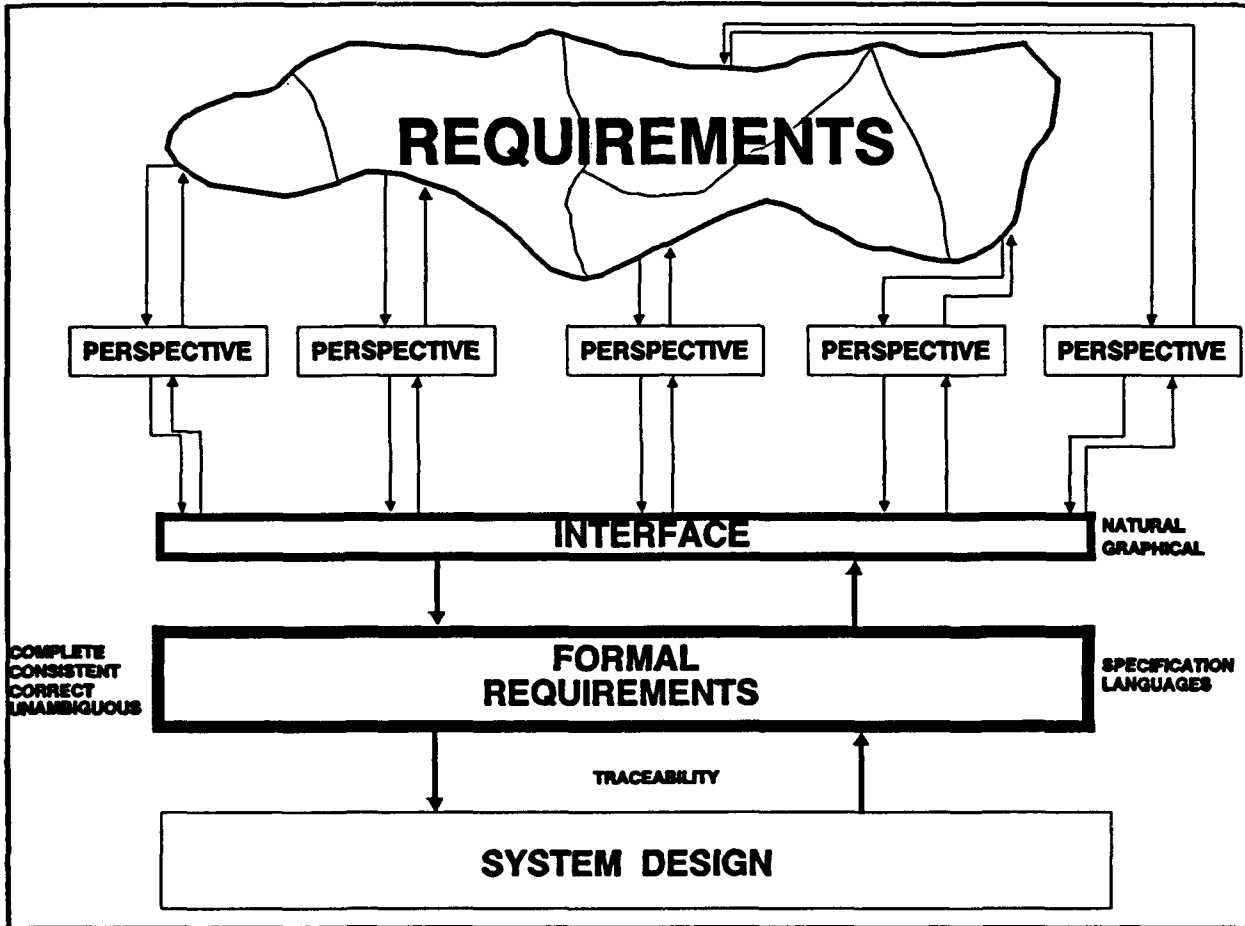 REQUIREMENTS
PERSPECTIVE
PERSPECTIVE
PERSPECTIVE
PERSPECTIVE
PERSPECTIVE
INTERFACE
NATURAL
GRAPHICAL
COMPLETE
CONSISTENT
CORRECT
UNAMBIGUOUS
FORMAL
REQUIREMENTS
SPECIFICATION
LANGUAGES
TRACEABILITY
SYSTEM DESIGN